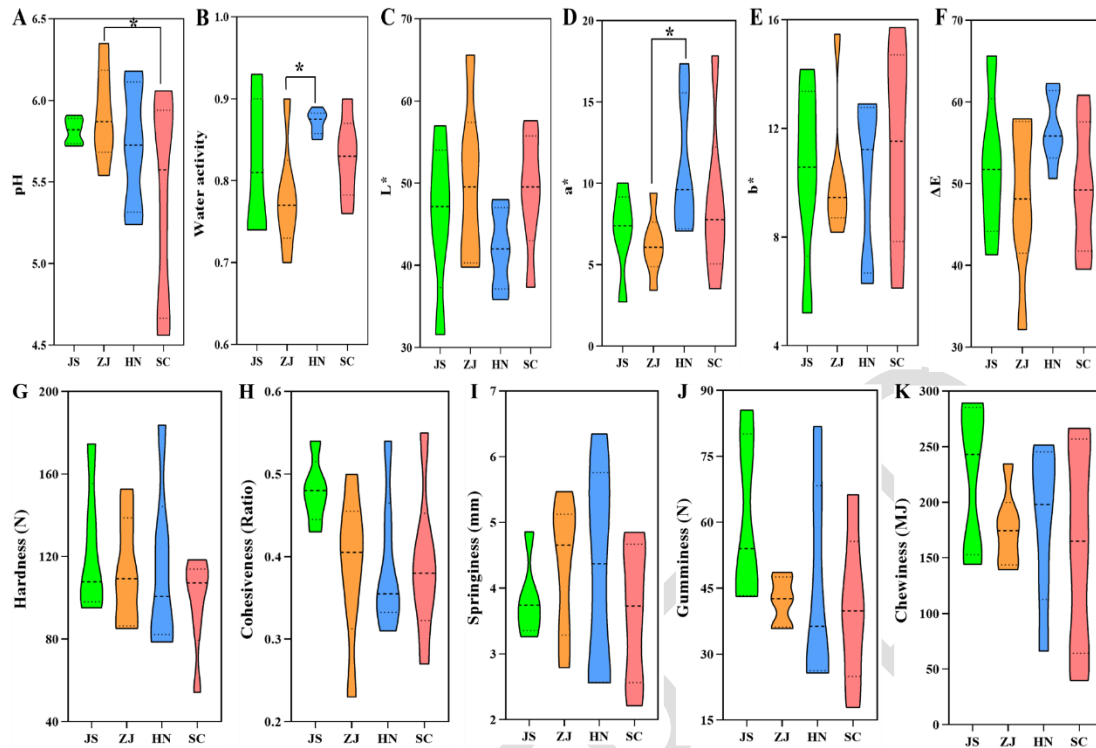 A
pH
6.5
6.0
5.5
5.0
4.5
*
JS ZJ HN SC
B
Water activity
1.0
0.9
0.8
0.7
0.6
*
JS ZJ HN SC
C
L*
70
60
50
40
30
JS ZJ HN SC
D
a*
20
15
10
5
0
*
JS ZJ HN SC
E
b*
16
12
8
4
JS ZJ HN SC
F
ΔE
60
50
40
30
JS ZJ HN SC
G
Hardness (N)
200
160
120
80
40
JS ZJ HN SC
H
Cohesiveness (Ratio)
0.6
0.5
0.4
0.3
0.2
JS ZJ HN SC
I
Springiness (mm)
7
6
5
4
3
2
JS ZJ HN SC
J
Gumminess (N)
90
75
60
45
30
15
JS ZJ HN SC
K
Chewiness (MJ)
300
250
200
150
100
50
0
JS ZJ HN SC